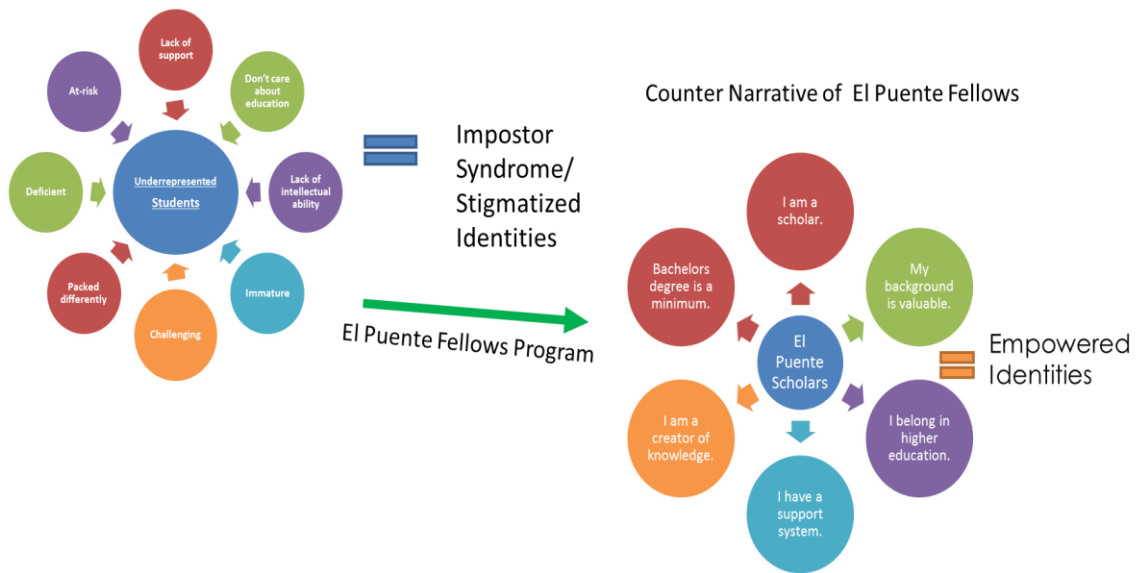 Lack of
support
At-risk
Don't care
about
education
Deficient
Underrepresented
Students
Lack of
intellectual
ability
Packed
differently
Challenging
Immature
Impostor
Syndrome/
Stigmatized
Identities
El Puente Fellows Program
Counter Narrative of El Puente Fellows
I am a
scholar.
Bachelors
degree is a
minimum.
My
background
is valuable.
El
Puente
Scholars
I am a
creator of
knowledge.
I belong in
higher
education.
I have a
support
system.
Empowered
Identities